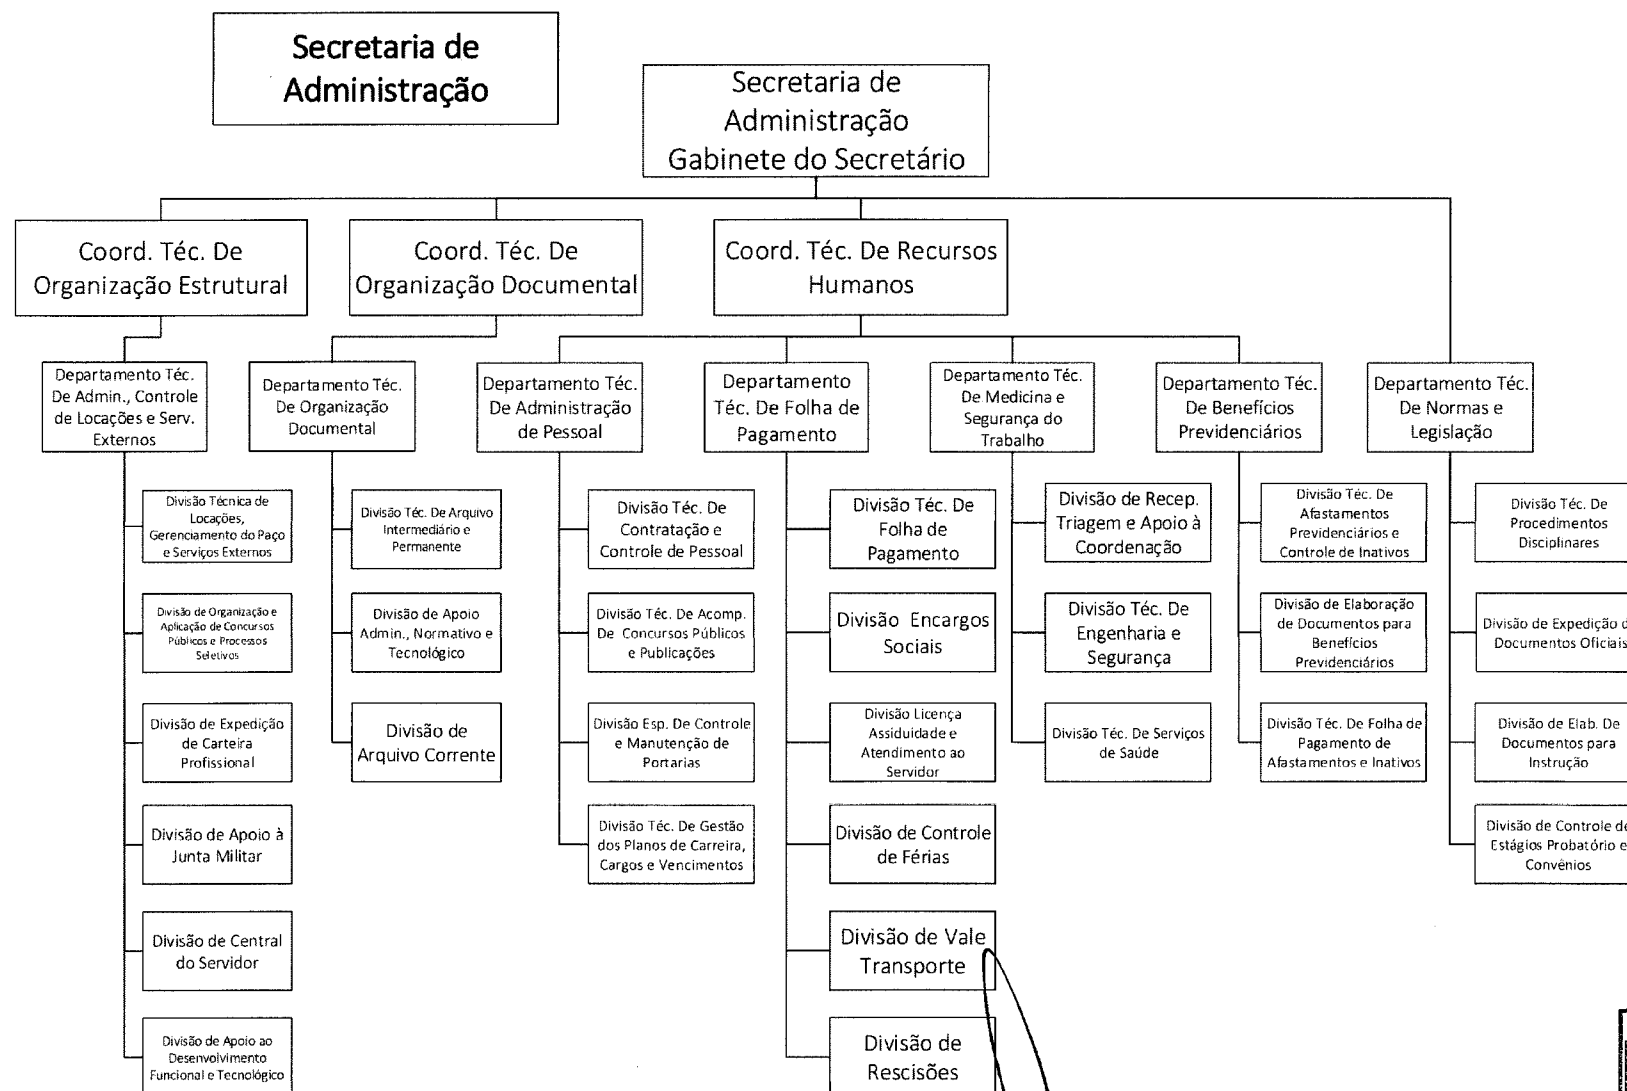 Secretaria de
Administração
Secretaria de
Administração
Gabinete do Secretário
Coord. Téc. De
Organização Estrutural
Coord. Téc. De
Organização Documental
Coord. Téc. De Recursos
Humanos
Departamento Téc.
De Admin., Controle
de Locações e Serv.
Externos
Departamento Téc.
De Organização
Documental
Departamento Téc.
De Administração
de Pessoal
Departamento
Téc. De Folha de
Pagamento
Departamento Téc.
De Medicina e
Segurança do
Trabalho
Departamento Téc.
De Benefícios
Previdenciários
Departamento Téc.
De Normas e
Legislação
Divisão Técnica de
Locações,
Gerenciamento do Paço
e Serviços Externos
Divisão de Organização e
Aplicação de Concursos
Públicos e Processos
Seletivos
Divisão de Expedição
de Carteira
Profissional
Divisão de Apoio à
Junta Militar
Divisão de Central
do Servidor
Divisão de Apoio ao
Desenvolvimento
Funcional e Tecnológico
Divisão Téc. De Arquivo
Intermediário e
Permanente
Divisão de Apoio
Admin., Normativo e
Tecnológico
Divisão de
Arquivo Corrente
Divisão Téc. De
Contratação e
Controle de Pessoal
Divisão Téc. De Acomp.
De Concursos Públicos
e Publicações
Divisão Esp. De Controle
e Manutenção de
Portarias
Divisão Téc. De Gestão
dos Planos de Carreira,
Cargos e Vencimentos
Divisão Téc. De
Folha de
Pagamento
Divisão Encargos
Sociais
Divisão Licença
Assiduidade e
Atendimento ao
Servidor
Divisão de Controle
de Férias
Divisão de Vale
Transporte
Divisão de
Rescisões
Divisão de Recep.
Triagem e Apoio à
Coordenação
Divisão Téc. De
Engenharia e
Segurança
Divisão Téc. De Serviços
de Saúde
Divisão Téc. De
Afastamentos
Previdenciários e
Controle de Inativos
Divisão de Elaboração
de Documentos para
Benefícios
Previdenciários
Divisão Téc. De Folha de
Pagamento de
Afastamentos e Inativos
Divisão Téc. De
Procedimentos
Disciplinares
Divisão de Expedição d
Documentos Oficiais
Divisão de Elab. De
Documentos para
Instrução
Divisão de Controle de
Estágios Probatório e
Convênios